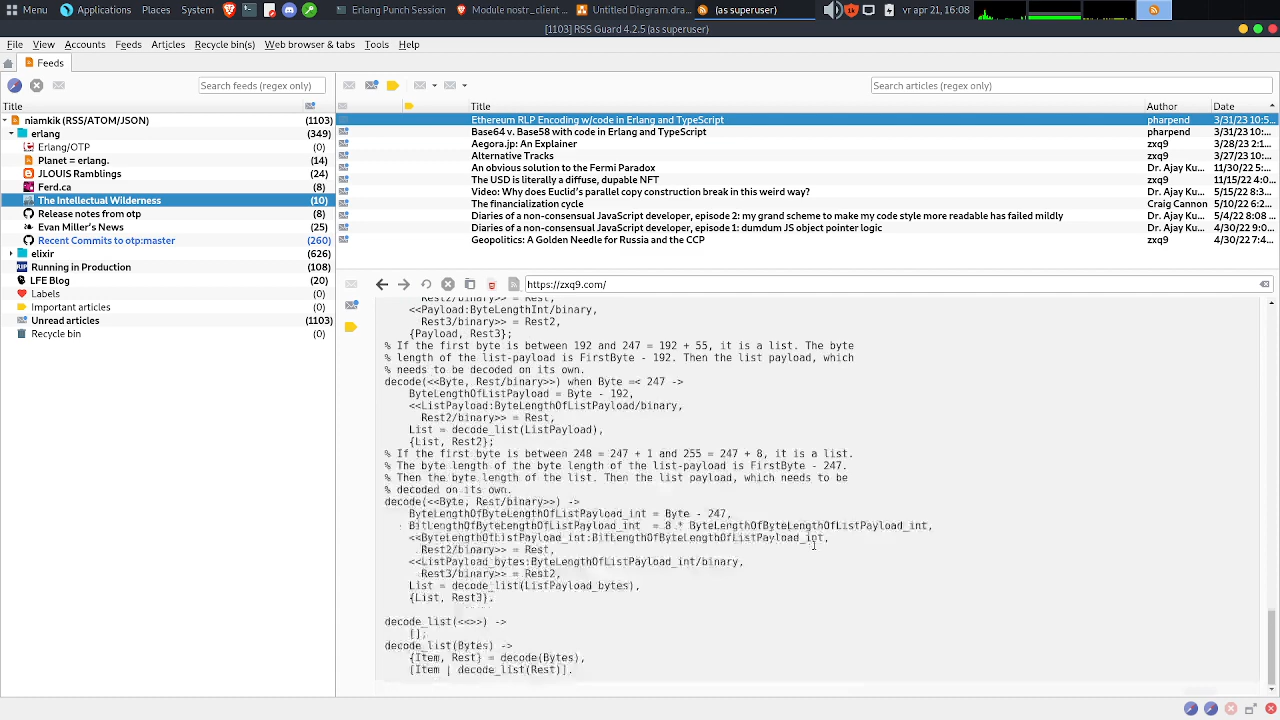 Menu Applications Places System Erlang Punchcession Module nostr_client Untitled Diagram.dra... (as superuser) vr apr 21, 16:08
[1103] RSS Guard 4.2.5 (as superuser)
File View Accounts Feeds Articles Recycle bin(s) Web browser & tabs Tools Help
Feeds
Search feeds (regex only)
Search articles (regex only)
Title
niamkik (RSS/ATOM/JSON) (1103)
erlang (349)
Erlang/OTP (0)
Planet = erlang. (14)
JLOUIS Ramblings (24)
Ferd.ca (8)
The Intellectual Wilderness (10)
Release notes from otp (8)
Evan Miller's News (25)
Recent Commits to otp:master (260)
elixir (626)
Running in Production (108)
LFE Blog (20)
Labels (0)
Important articles (0)
Unread articles (1103)
Recycle bin (0)
Title Author Date
Ethereum RLP Encoding w/code in Erlang and TypeScript pharpend 3/31/23 10:5...
Base64 v. Base58 with code in Erlang and TypeScript pharpend 3/31/23 10:5...
Aegora.jp: An Explainer zxq9 3/28/23 2:1...
Alternative Tracks zxq9 3/27/23 10:...
An obvious solution to the Fermi Paradox Dr. Ajay Ku... 11/30/22 5:...
The USD is literally a diffuse, dupable NFT zxq9 11/15/22 4:0...
Video: Why does Euclid's parallel copy construction break in this weird way? Dr. Ajay Ku... 5/15/22 8:3...
The financialization cycle Craig Cannon 5/10/22 6:2...
Diaries of a non-consensual JavaScript developer, episode 2: my grand scheme to make my code style more readable has failed mildly Dr. Ajay Ku... 5/4/22 8:08...
Diaries of a non-consensual JavaScript developer, episode 1: dumdum JS object pointer logic Dr. Ajay Ku... 4/30/22 9:0...
Geopolitics: A Golden Needle for Russia and the CCP zxq9 4/30/22 7:4...
https://zxq9.com/
Rest2/binary>> = Rest,
<<Payload:ByteLengthInt/binary,
Rest3/binary>> = Rest2,
{Payload, Rest3};
% If the first byte is between 192 and 247 = 192 + 55, it is a list. The byte
% length of the list-payload is FirstByte - 192. Then the list payload, which
% needs to be decoded on its own.
decode(<<Byte, Rest/binary>>) when Byte =< 247 ->
ByteLengthOfListPayload = Byte - 192,
<<ListPayload:ByteLengthOfListPayload/binary,
Rest2/binary>> = Rest,
List = decode_list(ListPayload),
{List, Rest2};
% If the first byte is between 248 = 247 + 1 and 255 = 247 + 8, it is a list.
% The byte length of the byte length of the list-payload is FirstByte - 247.
% Then the byte length of the list. Then the list payload, which needs to be
% decoded on its own.
decode(<<Byte, Rest/binary>>) ->
ByteLengthOfByteLengthOfListPayload_int = Byte - 247,
BitLengthOfByteLengthOfListPayload_int = 8 * ByteLengthOfByteLengthOfListPayload_int,
<<ByteLengthOfListPayload_int:BitLengthOfByteLengthOfListPayload_int,
Rest2/binary>> = Rest,
<<ListPayload_bytes:ByteLengthOfListPayload_int/binary,
Rest3/binary>> = Rest2,
List = decode_list(ListPayload_bytes),
{List, Rest3}.
decode_list(<<>>) ->
[];
decode_list(Bytes) ->
{Item, Rest} = decode(Bytes),
[Item | decode_list(Rest)].